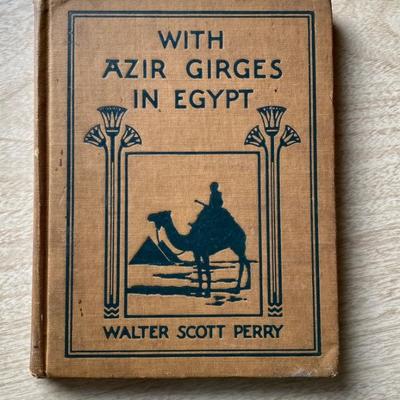 WITH
AZIR GIRGES
IN EGYPT
WALTER SCOTT PERRY